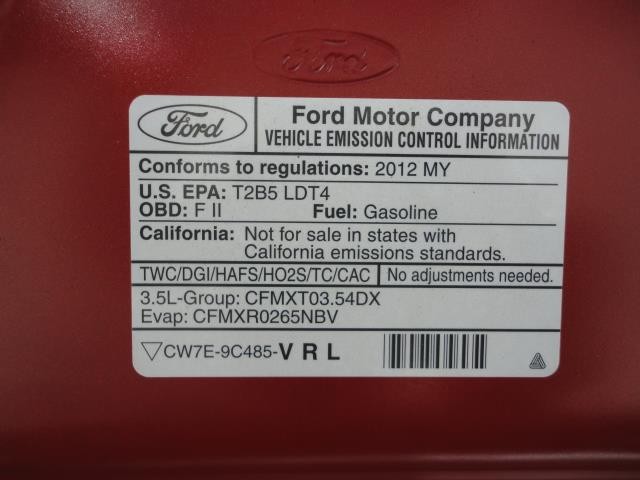 Ford
Ford
Ford Motor Company
VEHICLE EMISSION CONTROL INFORMATION
Conforms to regulations: 2012 MY
U.S. EPA: T2B5 LDT4
OBD: F II Fuel: Gasoline
California: Not for sale in states with
California emissions standards.
TWC/DGI/HAFS/HO2S/TC/CAC No adjustments needed.
3.5L-Group: CFMXT03.54DX
Evap: CFMXR0265NBV
CW7E-9C485-V R L